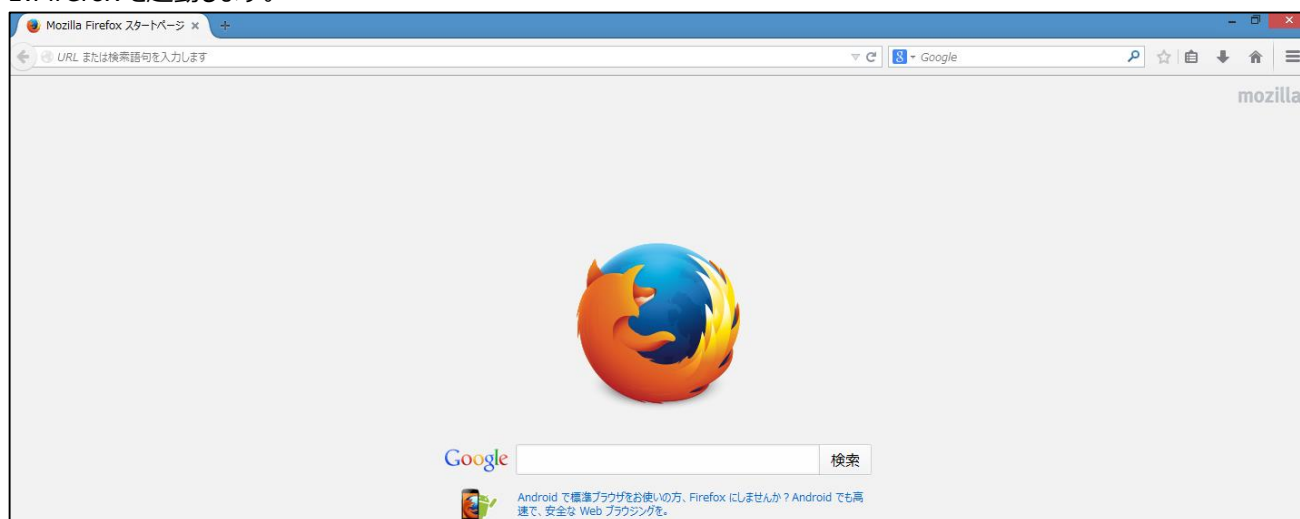 Mozilla Firefox スタートページ
URL または検索語句を入力します
Google
mozilla
Google
検索
Android で標準ブラウザをお使いの方、Firefox にしませんか？Android でも高
速で、安全な Web ブラウジングを。